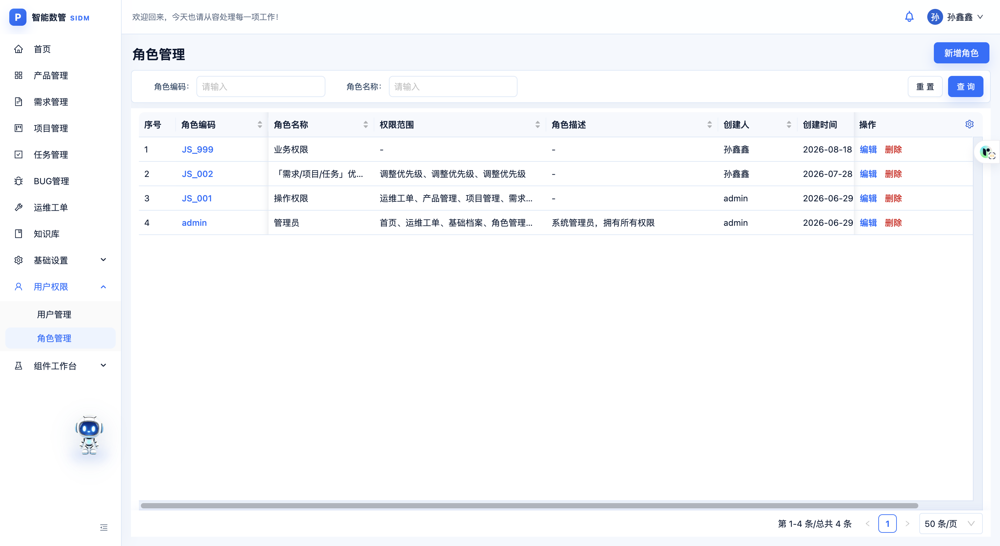 P 智能数管 SIDM
欢迎回来，今天也请从容处理每一项工作！
孙 孙鑫鑫
首页
产品管理
需求管理
项目管理
任务管理
BUG管理
运维工单
知识库
基础设置
用户权限
用户管理
角色管理
组件工作台
角色管理
新增角色
角色编码： 请输入 角色名称： 请输入 重 置 查 询
序号 角色编码 角色名称 权限范围 角色描述 创建人 创建时间 操作
1 JS_999 业务权限 - - 孙鑫鑫 2026-08-18 编辑 删除
2 JS_002 「需求/项目/任务」优... 调整优先级、调整优先级、调整优先级 - 孙鑫鑫 2026-07-28 编辑 删除
3 JS_001 操作权限 运维工单、产品管理、项目管理、需求... - admin 2026-06-29 编辑 删除
4 admin 管理员 首页、运维工单、基础档案、角色管理... 系统管理员，拥有所有权限 admin 2026-06-29 编辑 删除
第 1-4 条/总共 4 条 1 50 条/页